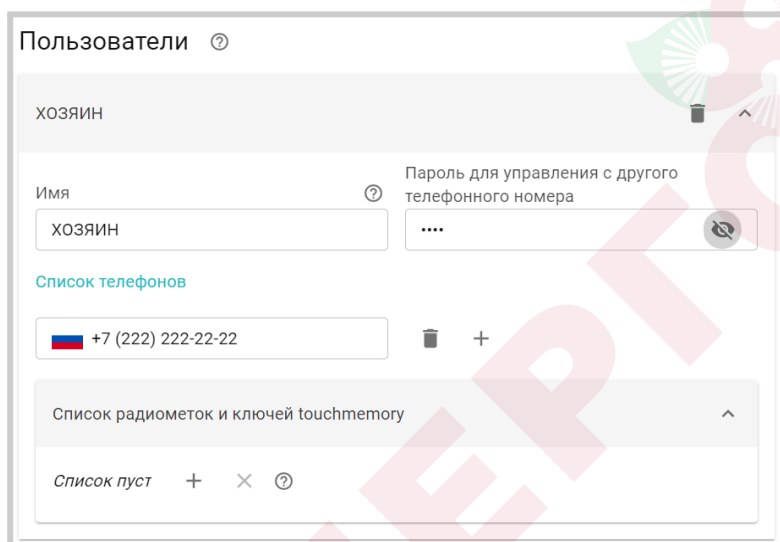 Пользователи
ХОЗЯИН
Имя
Пароль для управления с другого
телефонного номера
ХОЗЯИН
••••
Список телефонов
+7 (222) 222-22-22
Список радиометок и ключей touchmemory
Список пуст